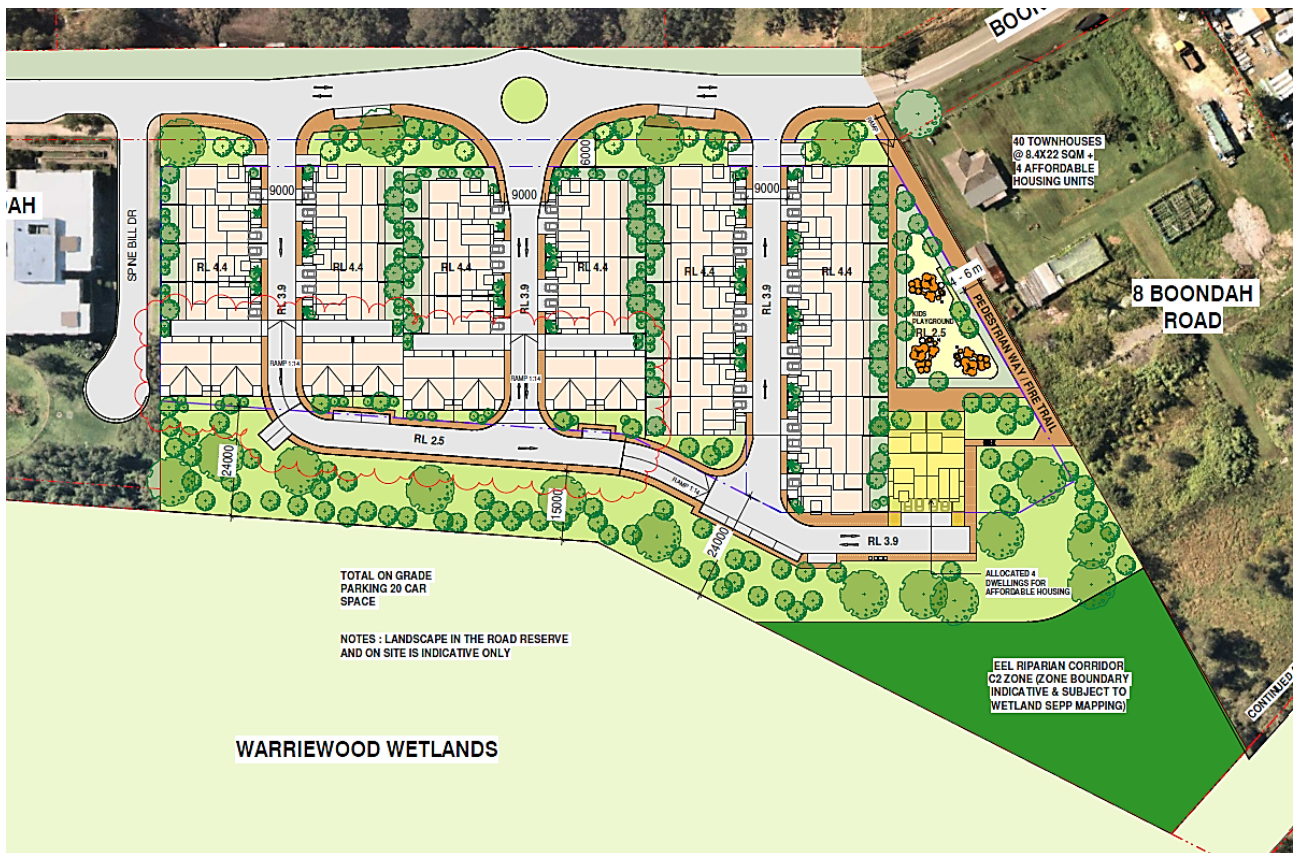 BOON
DAH
SPINE BILL DR
RAMP
6000
9000
9000
9000
40 TOWNHOUSES
@ 8.4X22 SQM +
4 AFFORDABLE
HOUSING UNITS
RL 4.4
RL 3.9
RL 4.4
RL 4.4
RL 3.9
RL 4.4
RL 4.4
RL 3.9
RL 4.4
4 - 6 m
8 BOONDAH
ROAD
KIDS
PLAYGROUND
RL 2.5
PEDESTRIAN WAY / FIRE TRAIL
RAMP 1:14
RAMP 1:14
RL 2.5
24000
15000
RAMP 1:14
24000
RL 3.9
TOTAL ON GRADE
PARKING 20 CAR
SPACE
ALLOCATED 4
DWELLINGS FOR
AFFORDABLE HOUSING
NOTES : LANDSCAPE IN THE ROAD RESERVE
AND ON SITE IS INDICATIVE ONLY
EEL RIPARIAN CORRIDOR
C2 ZONE (ZONE BOUNDARY
INDICATIVE & SUBJECT TO
WETLAND SEPP MAPPING)
CONTINUED
WARRIEWOOD WETLANDS